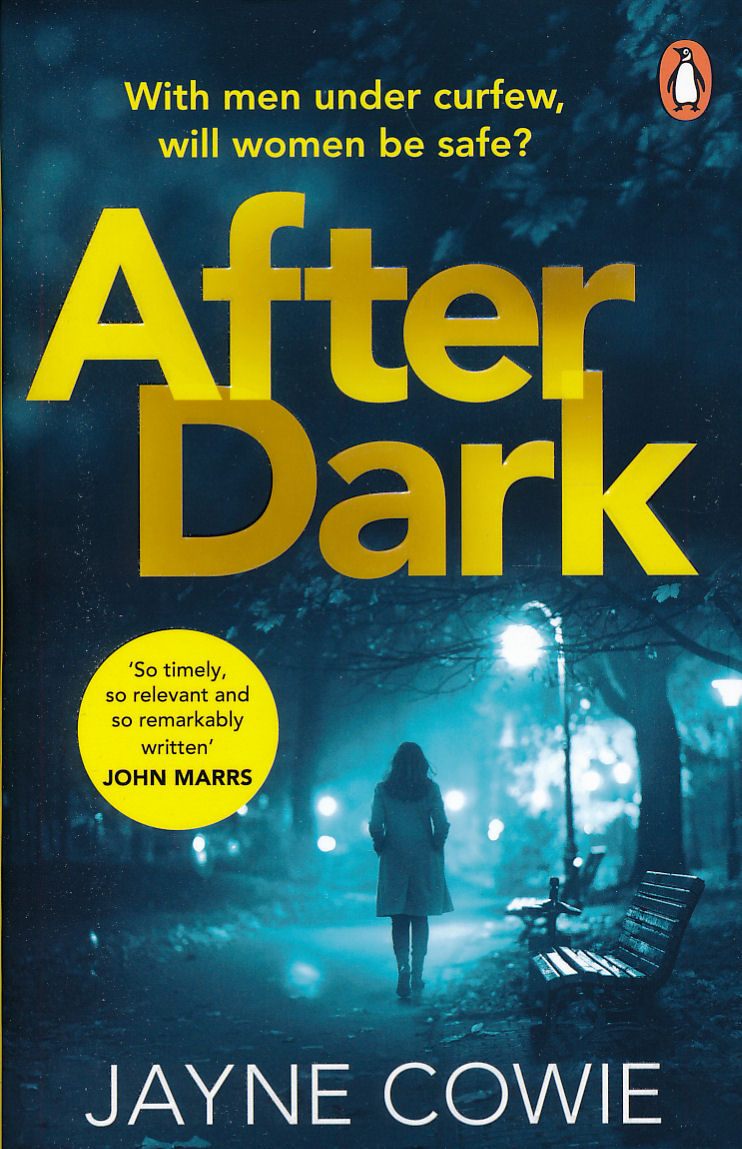 With men under curfew,
will women be safe?
After
Dark
‘So timely,
so relevant and
so remarkably
written’
JOHN MARRS
JAYNE COWIE